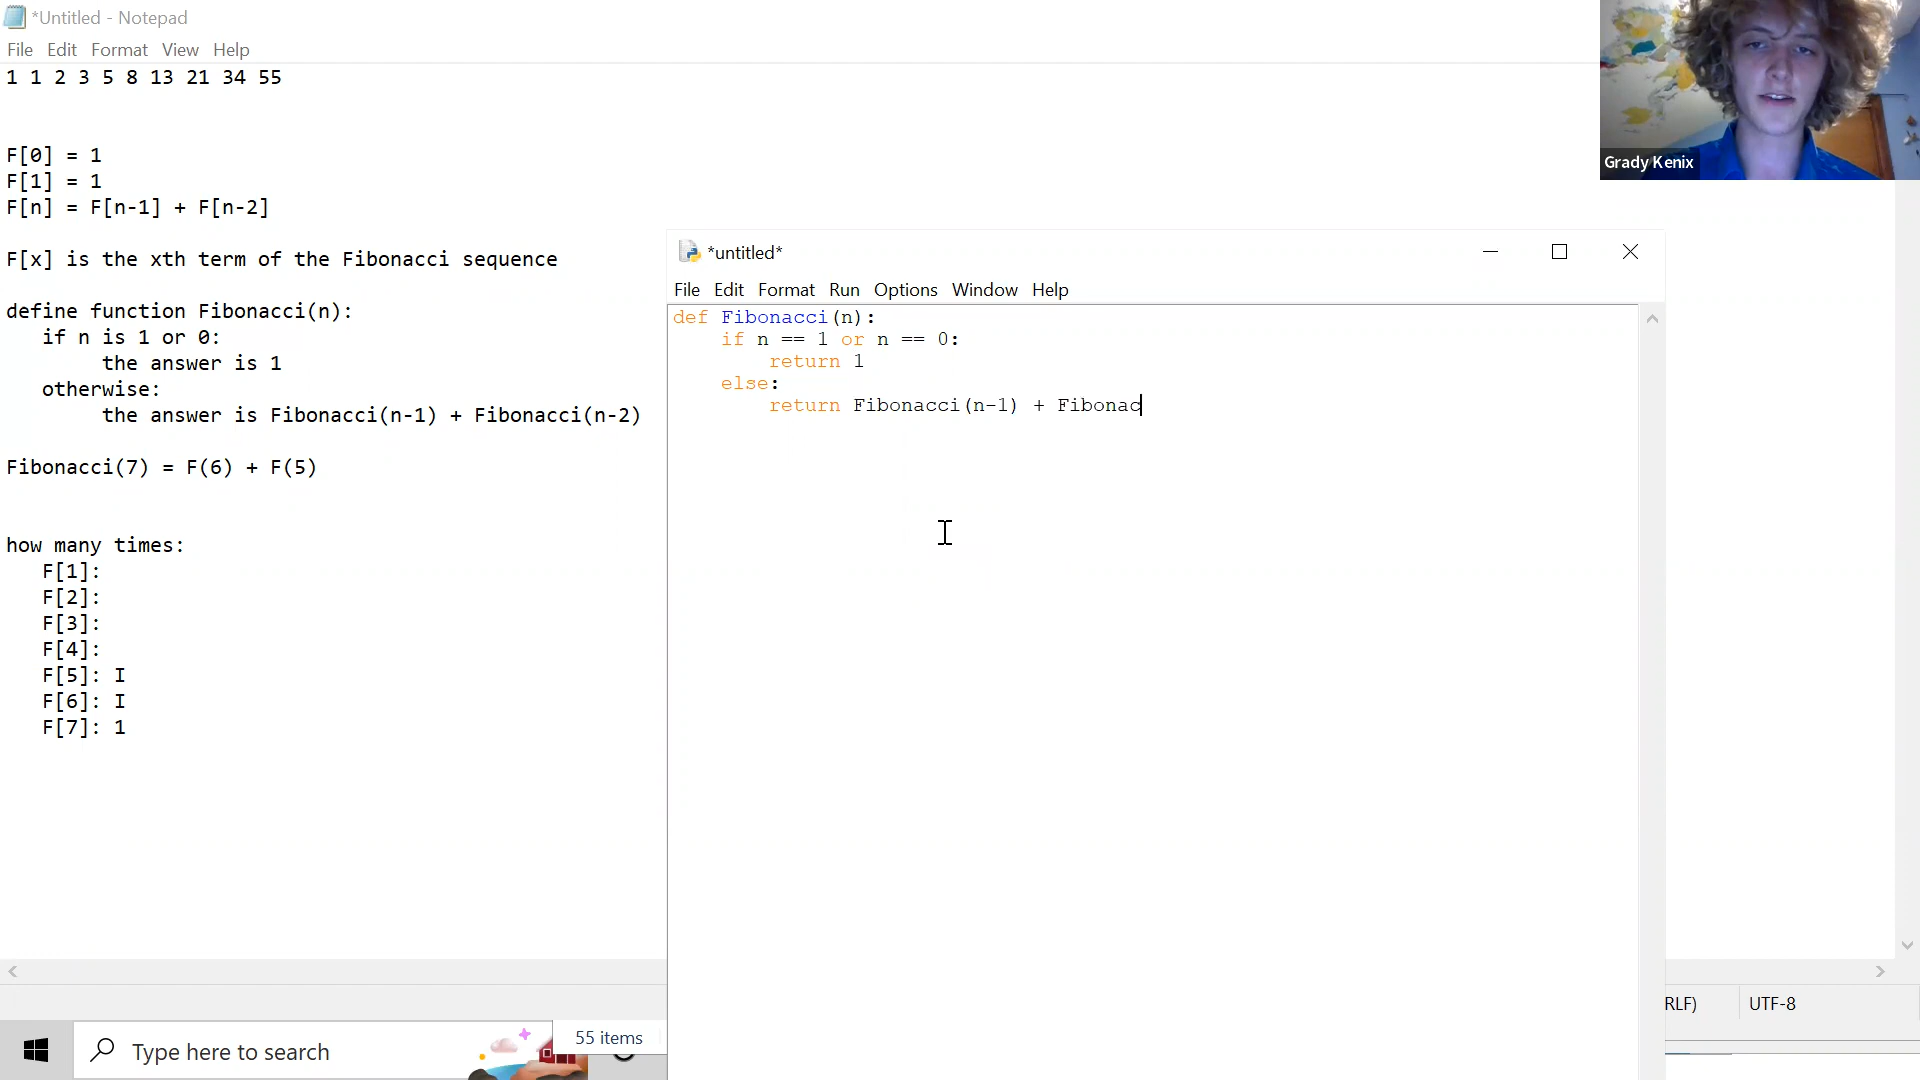 *Untitled - Notepad
File Edit Format View Help
1 1 2 3 5 8 13 21 34 55
F[0] = 1
F[1] = 1
F[n] = F[n-1] + F[n-2]
F[x] is the xth term of the Fibonacci sequence
define function Fibonacci(n):
if n is 1 or 0:
the answer is 1
otherwise:
the answer is Fibonacci(n-1) + Fibonacci(n-2)
Fibonacci(7) = F(6) + F(5)
how many times:
F[1]:
F[2]:
F[3]:
F[4]:
F[5]: I
F[6]: I
F[7]: 1
Grady Kenix
*untitled*
File Edit Format Run Options Window Help
def Fibonacci(n):
if n == 1 or n == 0:
return 1
else:
return Fibonacci(n-1) + Fibonac
RLF) UTF-8
Type here to search
55 items